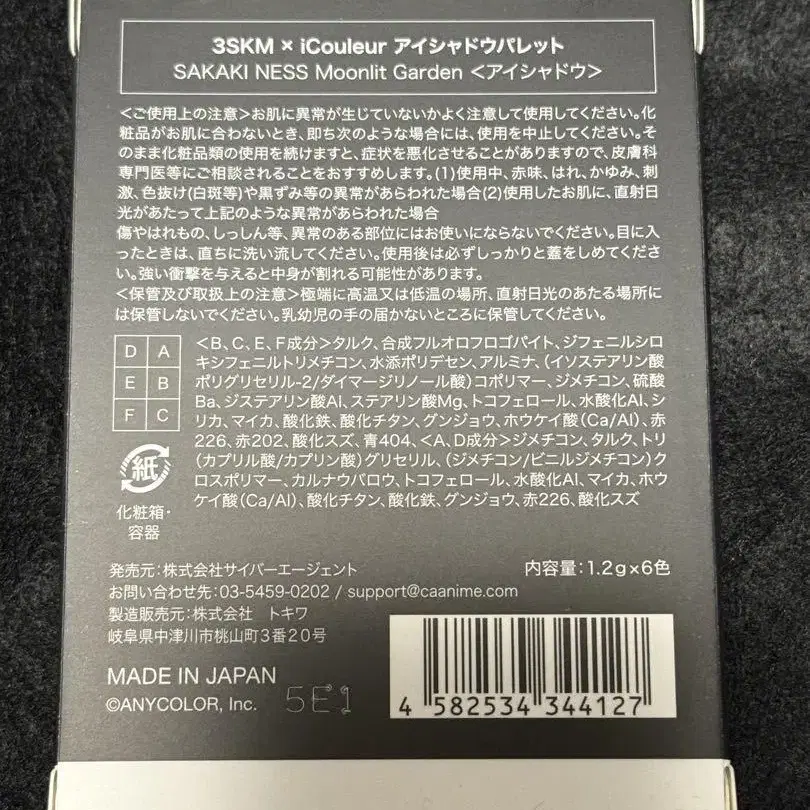 3SKM × iCouleur アイシャドウパレット
SAKAKI NESS Moonlit Garden <アイシャドウ>
<ご使用上の注意>お肌に異常が生じていないかよく注意して使用してください。化
粧品がお肌に合わないとき、即ち次のような場合には、使用を中止してください。そ
のまま化粧品類の使用を続けますと、症状を悪化させることがありますので、皮膚科
専門医等にご相談されることをおすすめします。(1)使用中、赤味、はれ、かゆみ、刺
激、色抜け(白斑等)や黒ずみ等の異常があらわれた場合(2)使用したお肌に、直射日
光があたって上記のような異常があらわれた場合
傷やはれもの、しっしん等、異常のある部位にはお使いにならないでください。目に入
ったときは、直ちに洗い流してください。使用後は必ずしっかりと蓋をしめてくださ
い。強い衝撃を与えると中身が割れる可能性があります。
<保管及び取扱上の注意>極端に高温又は低温の場所、直射日光のあたる場所に
は保管しないでください。乳幼児の手の届かないところに保管してください。
D A
E B
F C
<B、C、E、F成分>タルク、合成フルオロフロゴパイト、ジフェニルシロ
キシフェニルトリメチコン、水添ポリデセン、アルミナ、(イソステアリン酸
ポリグリセリル-2/ダイマージリノール酸)コポリマー、ジメチコン、硫酸
Ba、ジステアリン酸Al、ステアリン酸Mg、トコフェロール、水酸化Al、シ
リカ、マイカ、酸化鉄、酸化チタン、グンジョウ、ホウケイ酸(Ca/Al)、赤
226、赤202、酸化スズ、青404、<A、D成分>ジメチコン、タルク、トリ
(カプリル酸/カプリン酸)グリセリル、(ジメチコン/ビニルジメチコン)ク
ロスポリマー、カルナウバロウ、トコフェロール、水酸化Al、マイカ、ホウ
ケイ酸(Ca/Al)、酸化チタン、酸化鉄、グンジョウ、赤226、酸化スズ
紙
化粧箱・
容器
発売元:株式会社サイバーエージェント
内容量:1.2g×6色
お問い合わせ先:03-5459-0202 / support@caanime.com
製造販売元:株式会社 トキワ
岐阜県中津川市桃山町3番20号
MADE IN JAPAN
©ANYCOLOR, Inc.
5E1
4 582534 344127